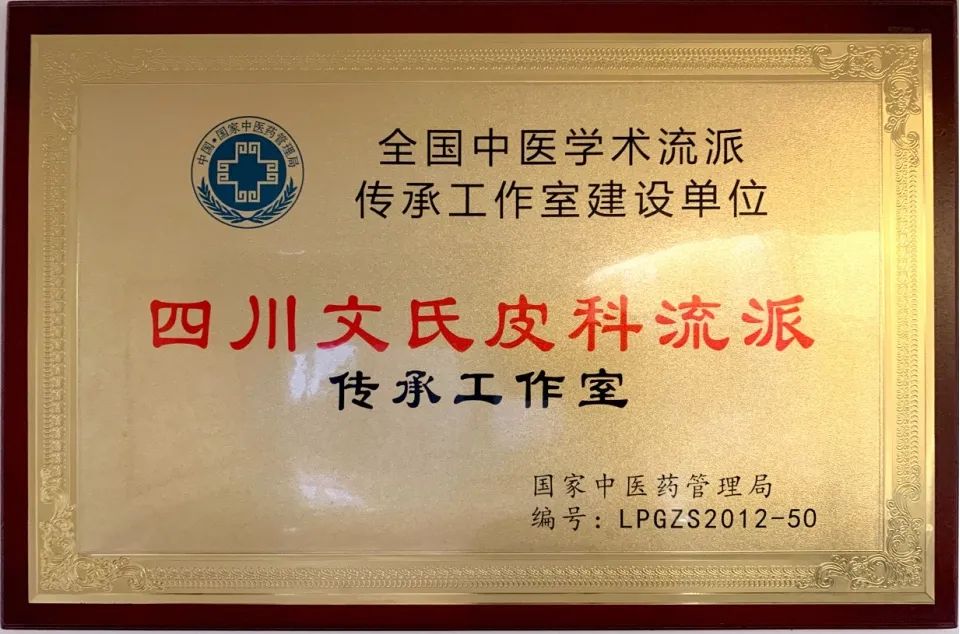 中国·国家中医药管理局
全国中医学术流派
传承工作室建设单位
四川文氏皮科流派
传承工作室
国家中医药管理局
编号：LPGZS2012-50